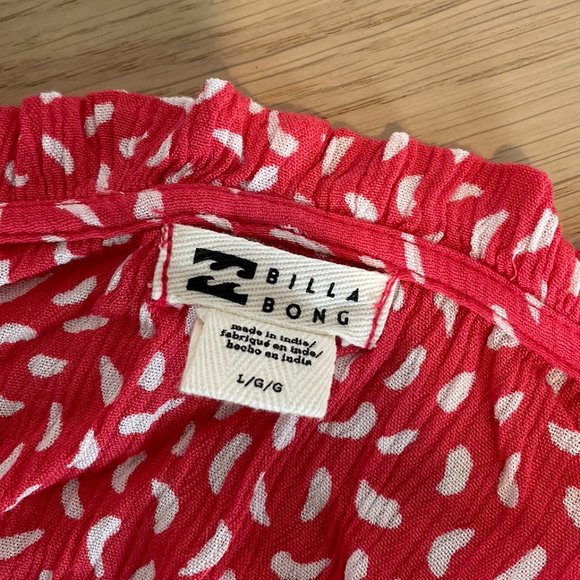 BILLA
BONG
made in india/
fabriqué en inde/
hecho en india
L/G/G